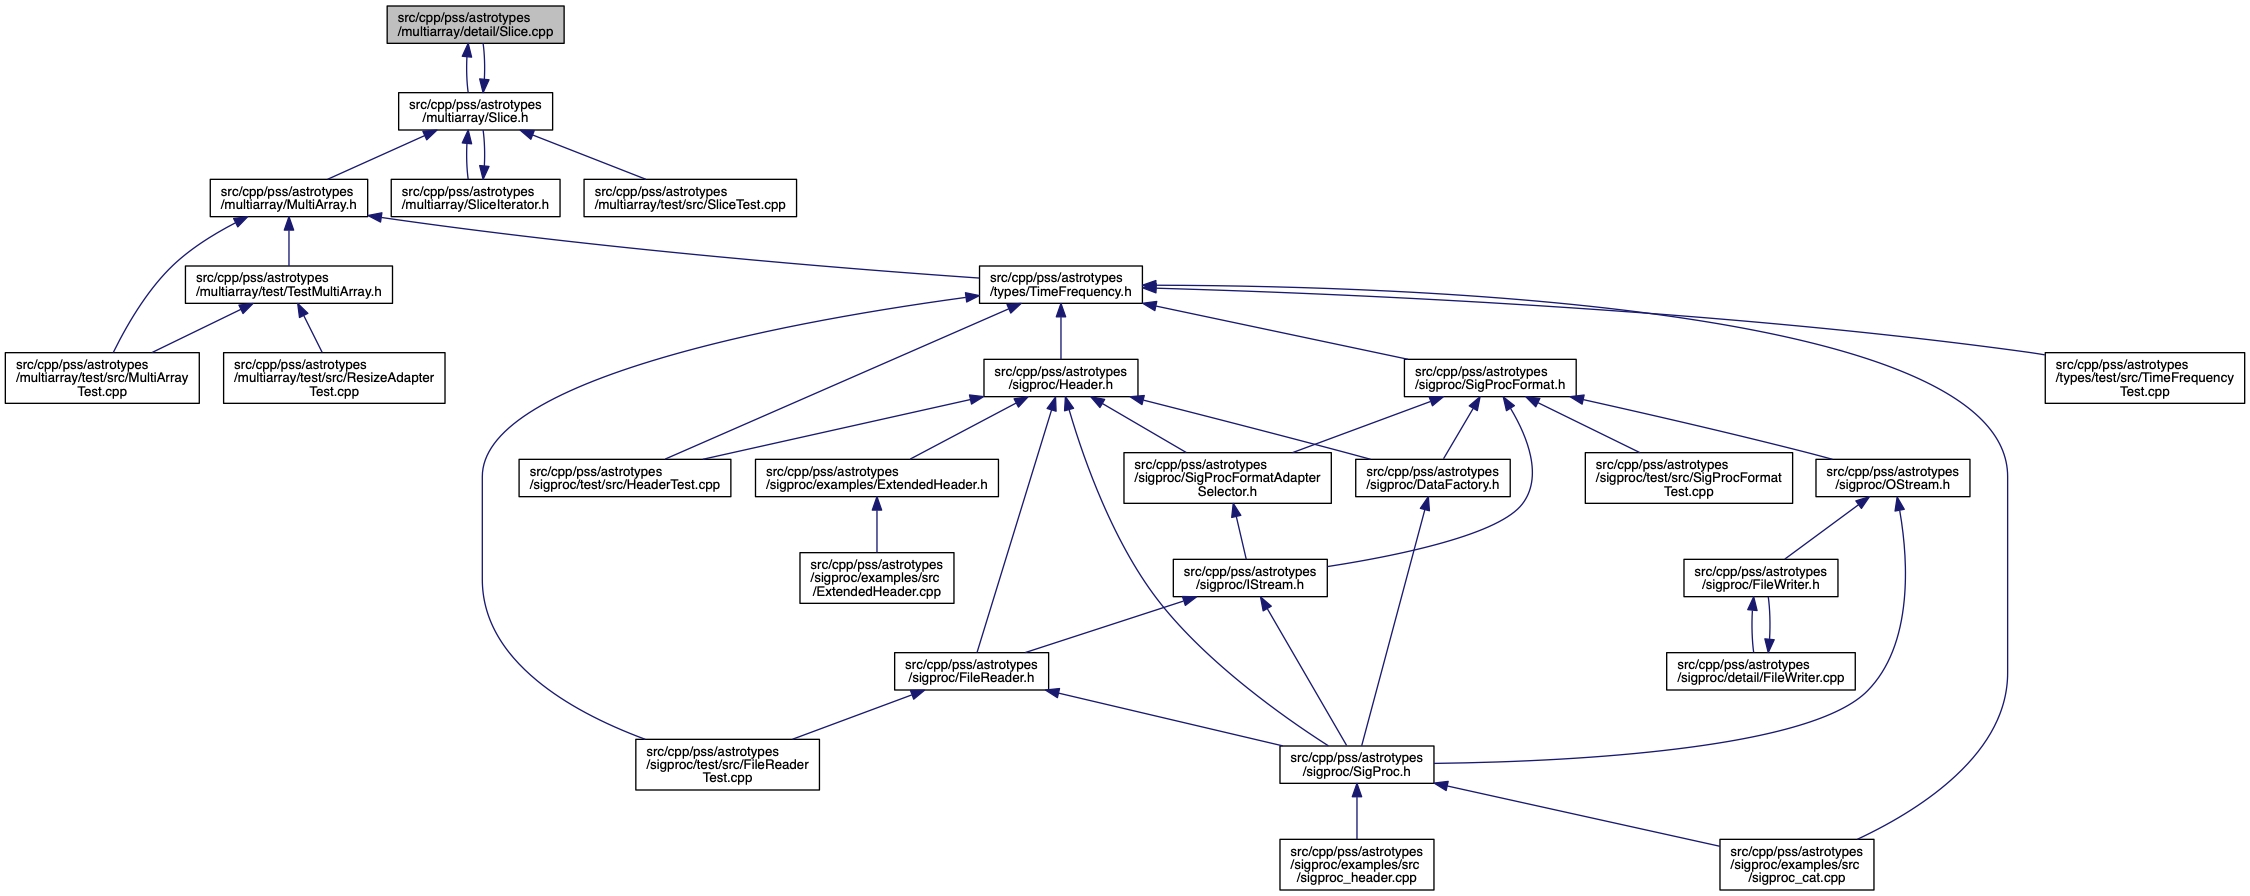 src/cpp/pss/astrotypes
/multiarray/detail/Slice.cpp
src/cpp/pss/astrotypes
/multiarray/Slice.h
src/cpp/pss/astrotypes
/multiarray/MultiArray.h
src/cpp/pss/astrotypes
/multiarray/SliceIterator.h
src/cpp/pss/astrotypes
/multiarray/test/src/SliceTest.cpp
src/cpp/pss/astrotypes
/multiarray/test/TestMultiArray.h
src/cpp/pss/astrotypes
/types/TimeFrequency.h
src/cpp/pss/astrotypes
/multiarray/test/src/MultiArray
Test.cpp
src/cpp/pss/astrotypes
/multiarray/test/src/ResizeAdapter
Test.cpp
src/cpp/pss/astrotypes
/sigproc/Header.h
src/cpp/pss/astrotypes
/sigproc/SigProcFormat.h
src/cpp/pss/astrotypes
/types/test/src/TimeFrequency
Test.cpp
src/cpp/pss/astrotypes
/sigproc/test/src/HeaderTest.cpp
src/cpp/pss/astrotypes
/sigproc/examples/ExtendedHeader.h
src/cpp/pss/astrotypes
/sigproc/SigProcFormatAdapter
Selector.h
src/cpp/pss/astrotypes
/sigproc/DataFactory.h
src/cpp/pss/astrotypes
/sigproc/test/src/SigProcFormat
Test.cpp
src/cpp/pss/astrotypes
/sigproc/OStream.h
src/cpp/pss/astrotypes
/sigproc/examples/src
/ExtendedHeader.cpp
src/cpp/pss/astrotypes
/sigproc/IStream.h
src/cpp/pss/astrotypes
/sigproc/FileWriter.h
src/cpp/pss/astrotypes
/sigproc/FileReader.h
src/cpp/pss/astrotypes
/sigproc/detail/FileWriter.cpp
src/cpp/pss/astrotypes
/sigproc/test/src/FileReader
Test.cpp
src/cpp/pss/astrotypes
/sigproc/SigProc.h
src/cpp/pss/astrotypes
/sigproc/examples/src
/sigproc_header.cpp
src/cpp/pss/astrotypes
/sigproc/examples/src
/sigproc_cat.cpp